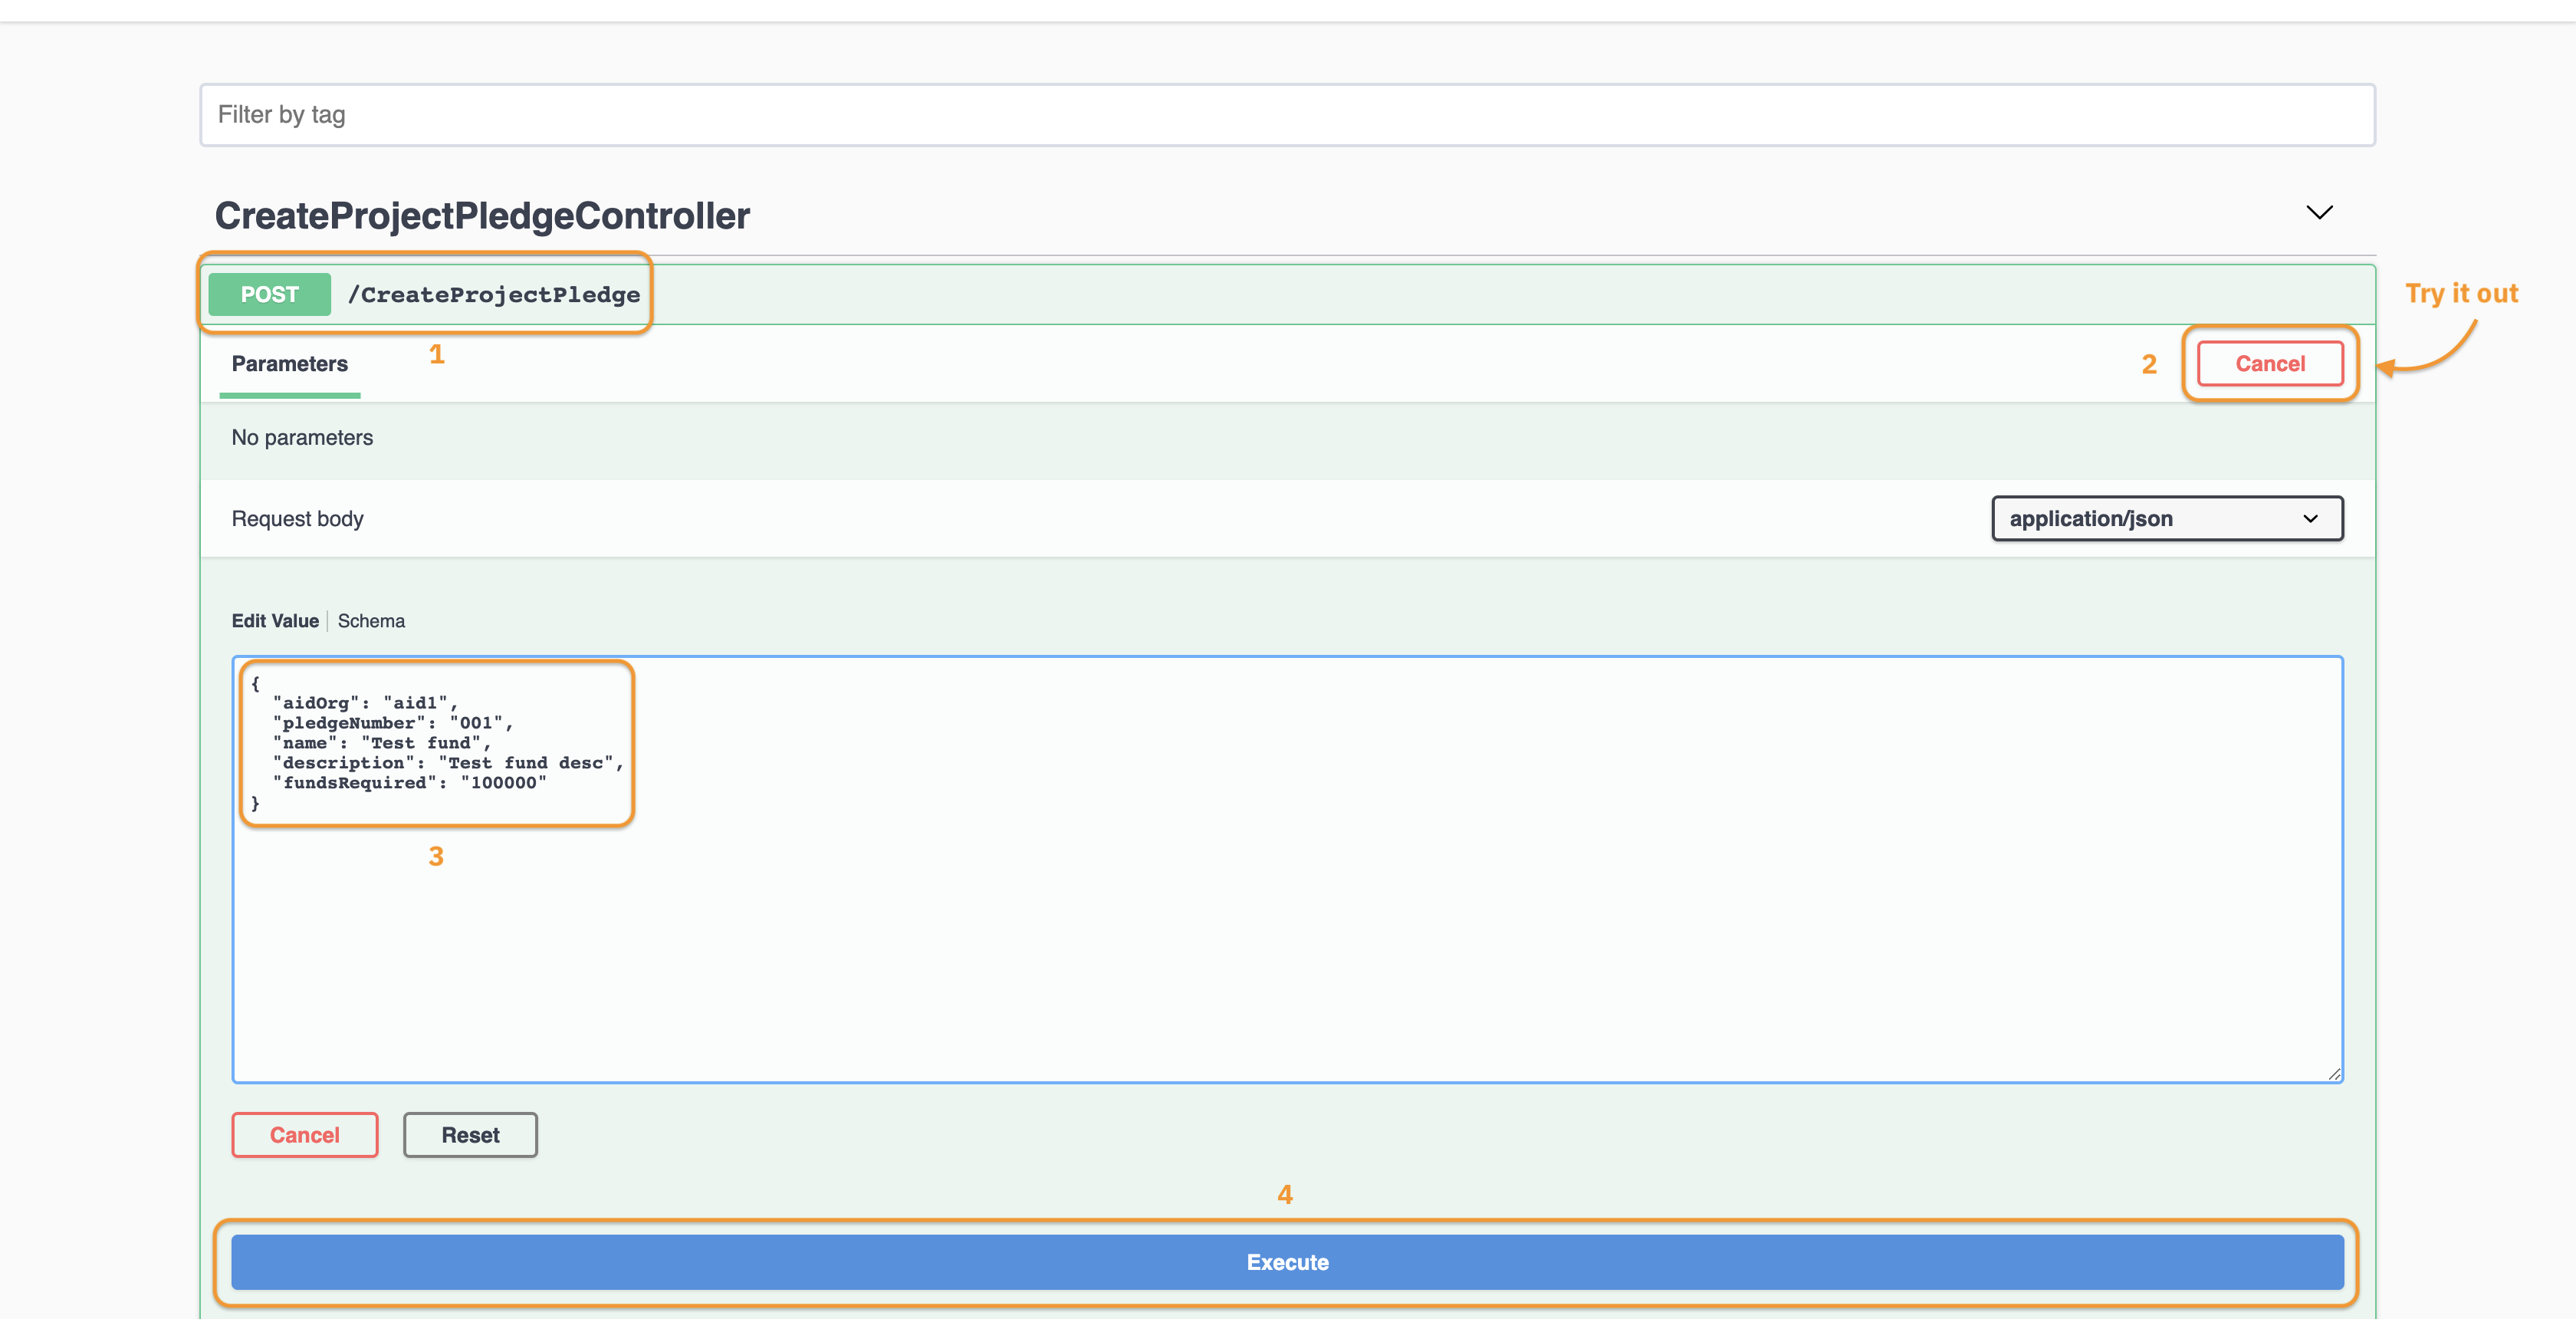 Filter by tag
CreateProjectPledgeController
POST /CreateProjectPledge
Try it out
Parameters
1
2
Cancel
No parameters
Request body
application/json
Edit Value | Schema
{
"aidOrg": "aid1",
"pledgeNumber": "001",
"name": "Test fund",
"description": "Test fund desc",
"fundsRequired": "100000"
}
3
Cancel
Reset
4
Execute